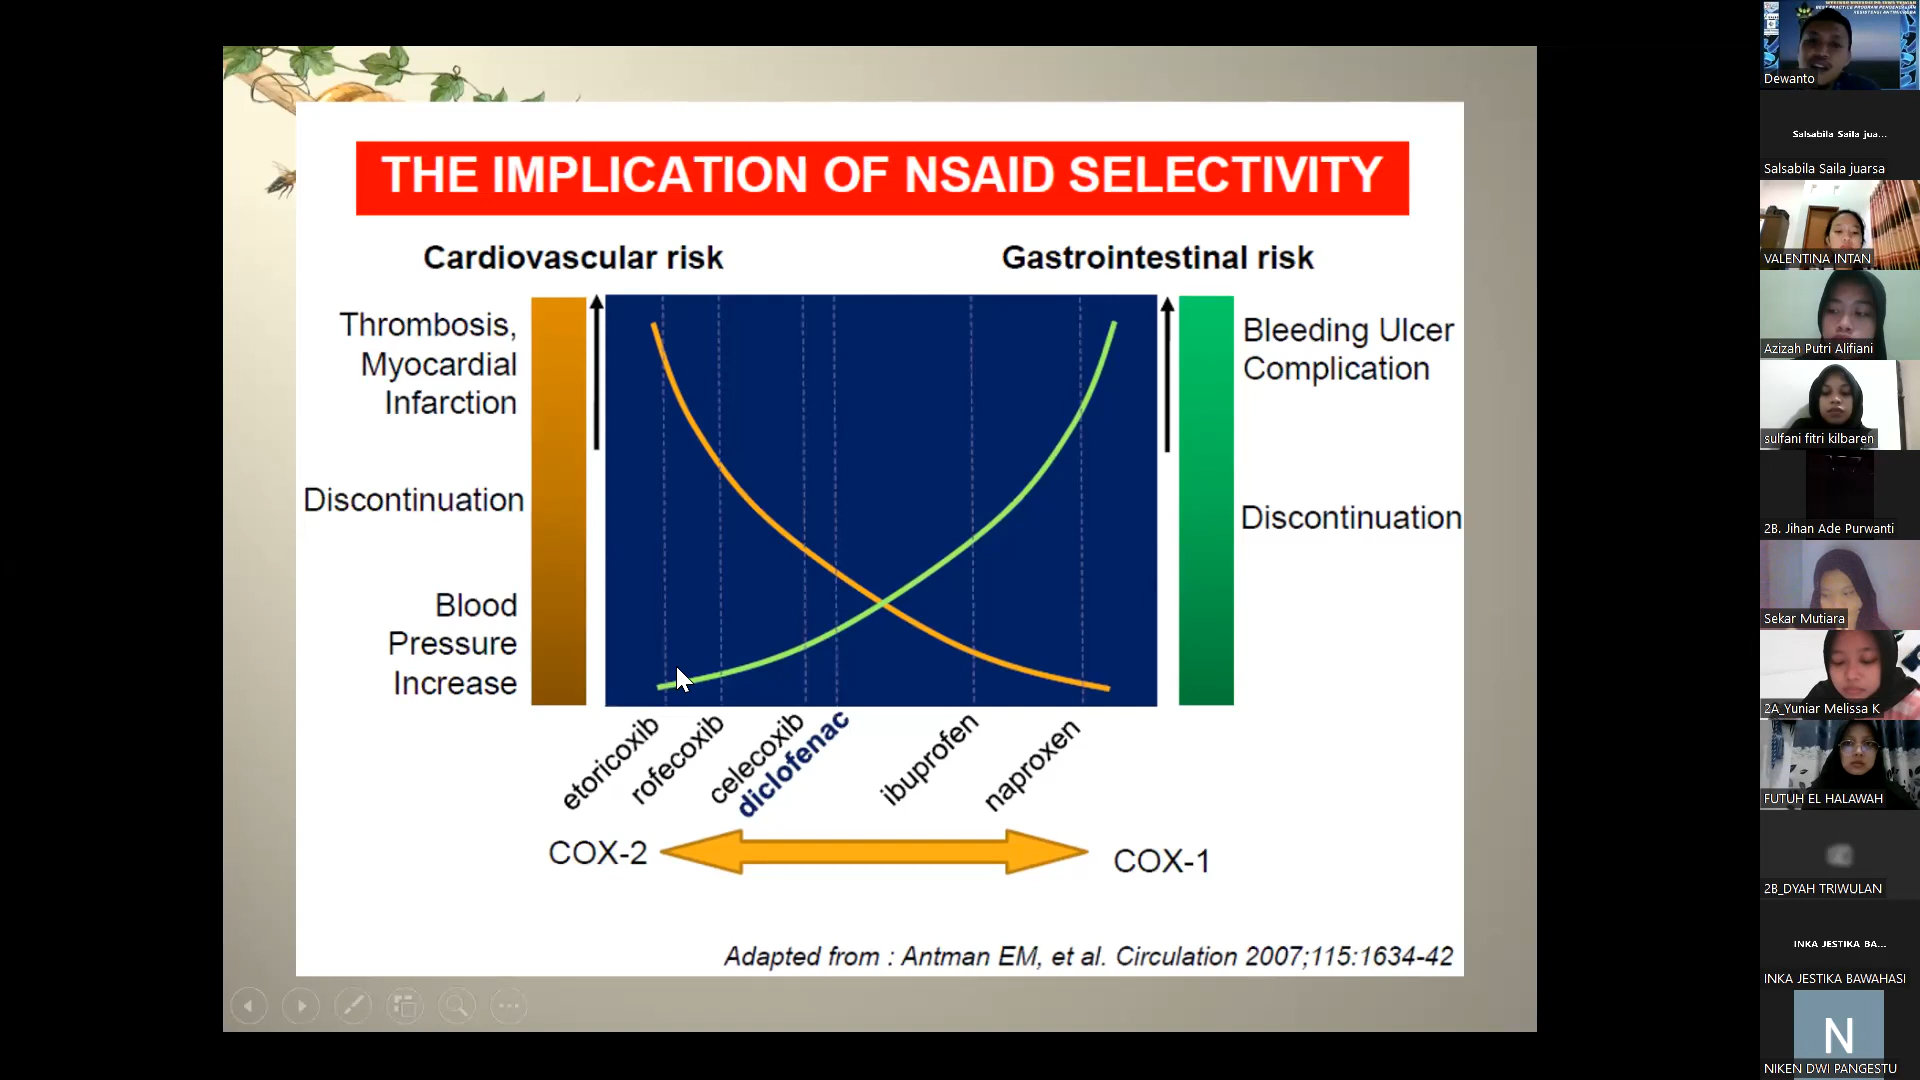 THE IMPLICATION OF NSAID SELECTIVITY
Cardiovascular risk
Gastrointestinal risk
Thrombosis,
Myocardial
Infarction
Discontinuation
Blood
Pressure
Increase
Bleeding Ulcer
Complication
Discontinuation
etoricoxib
rofecoxib
celecoxib
diclofenac
ibuprofen
naproxen
COX-2
COX-1
Adapted from : Antman EM, et al. Circulation 2007;115:1634-42
Dewanto
Salsabila Saila jua...
Salsabila Saila juarsa
VALENTINA INTAN
Azizah Putri Alifiani
sulfani fitri kilbaren
2B. Jihan Ade Purwanti
Sekar Mutiara
2A_Yuniar Melissa K
FUTUH EL HALAWAH
2B_DYAH TRIWULAN
INKA JESTIKA BA...
INKA JESTIKA BAWAHASI
N
NIKEN DWI PANGESTU